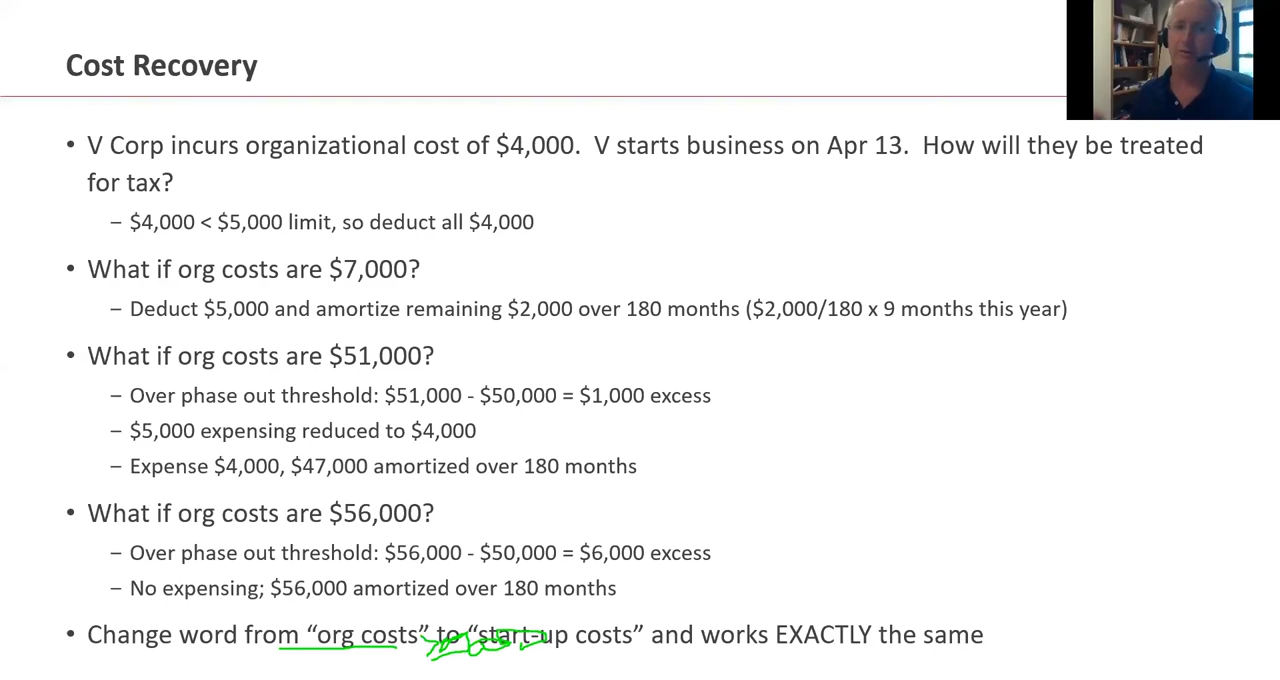 Cost Recovery
• V Corp incurs organizational cost of $4,000.  V starts business on Apr 13.  How will they be treated
for tax?
– $4,000 < $5,000 limit, so deduct all $4,000
• What if org costs are $7,000?
– Deduct $5,000 and amortize remaining $2,000 over 180 months ($2,000/180 x 9 months this year)
• What if org costs are $51,000?
– Over phase out threshold: $51,000 - $50,000 = $1,000 excess
– $5,000 expensing reduced to $4,000
– Expense $4,000, $47,000 amortized over 180 months
• What if org costs are $56,000?
– Over phase out threshold: $56,000 - $50,000 = $6,000 excess
– No expensing; $56,000 amortized over 180 months
• Change word from “org costs” to “start-up costs” and works EXACTLY the same